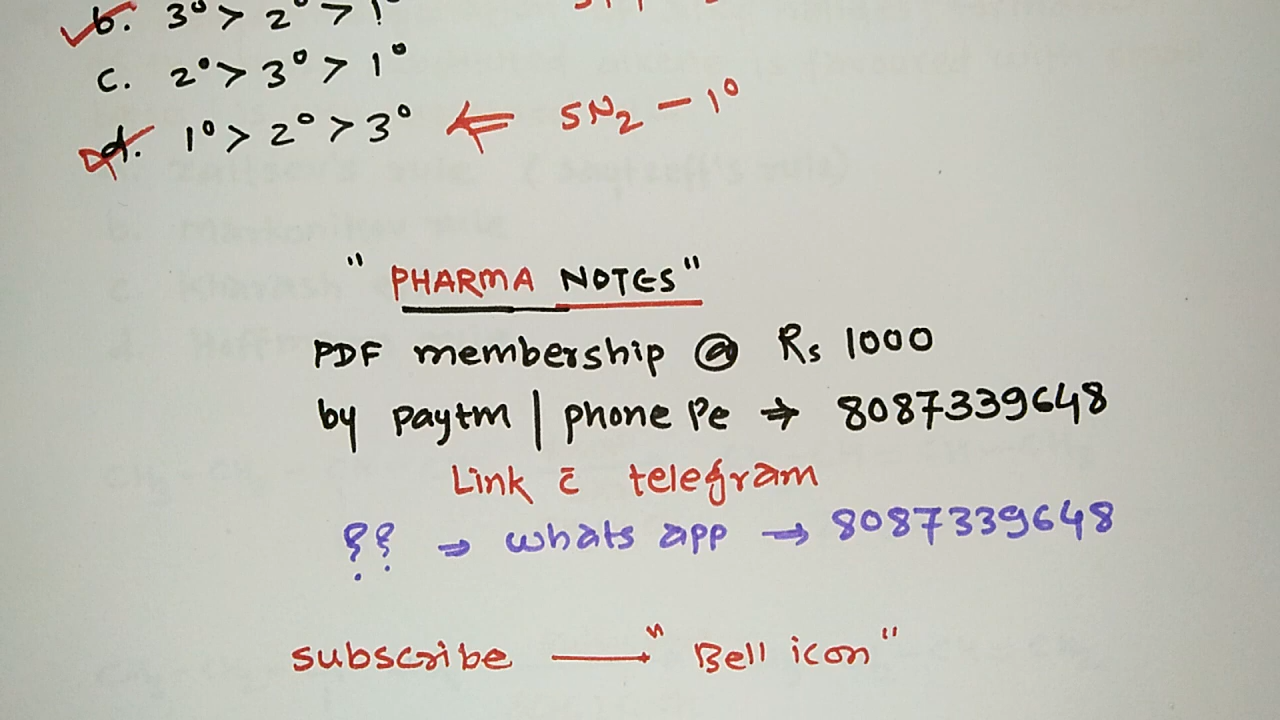 b. 3° > 2° > 1°
c. 2° > 3° > 1°
d. 1° > 2° > 3° ⇐ SN2 – 1°
" PHARMA NOTES"
PDF membership @ Rs 1000
by paytm | phone Pe → 8087339648
Link c̄ telegram
?? → whats app → 8087339648
subscribe → " Bell icon "